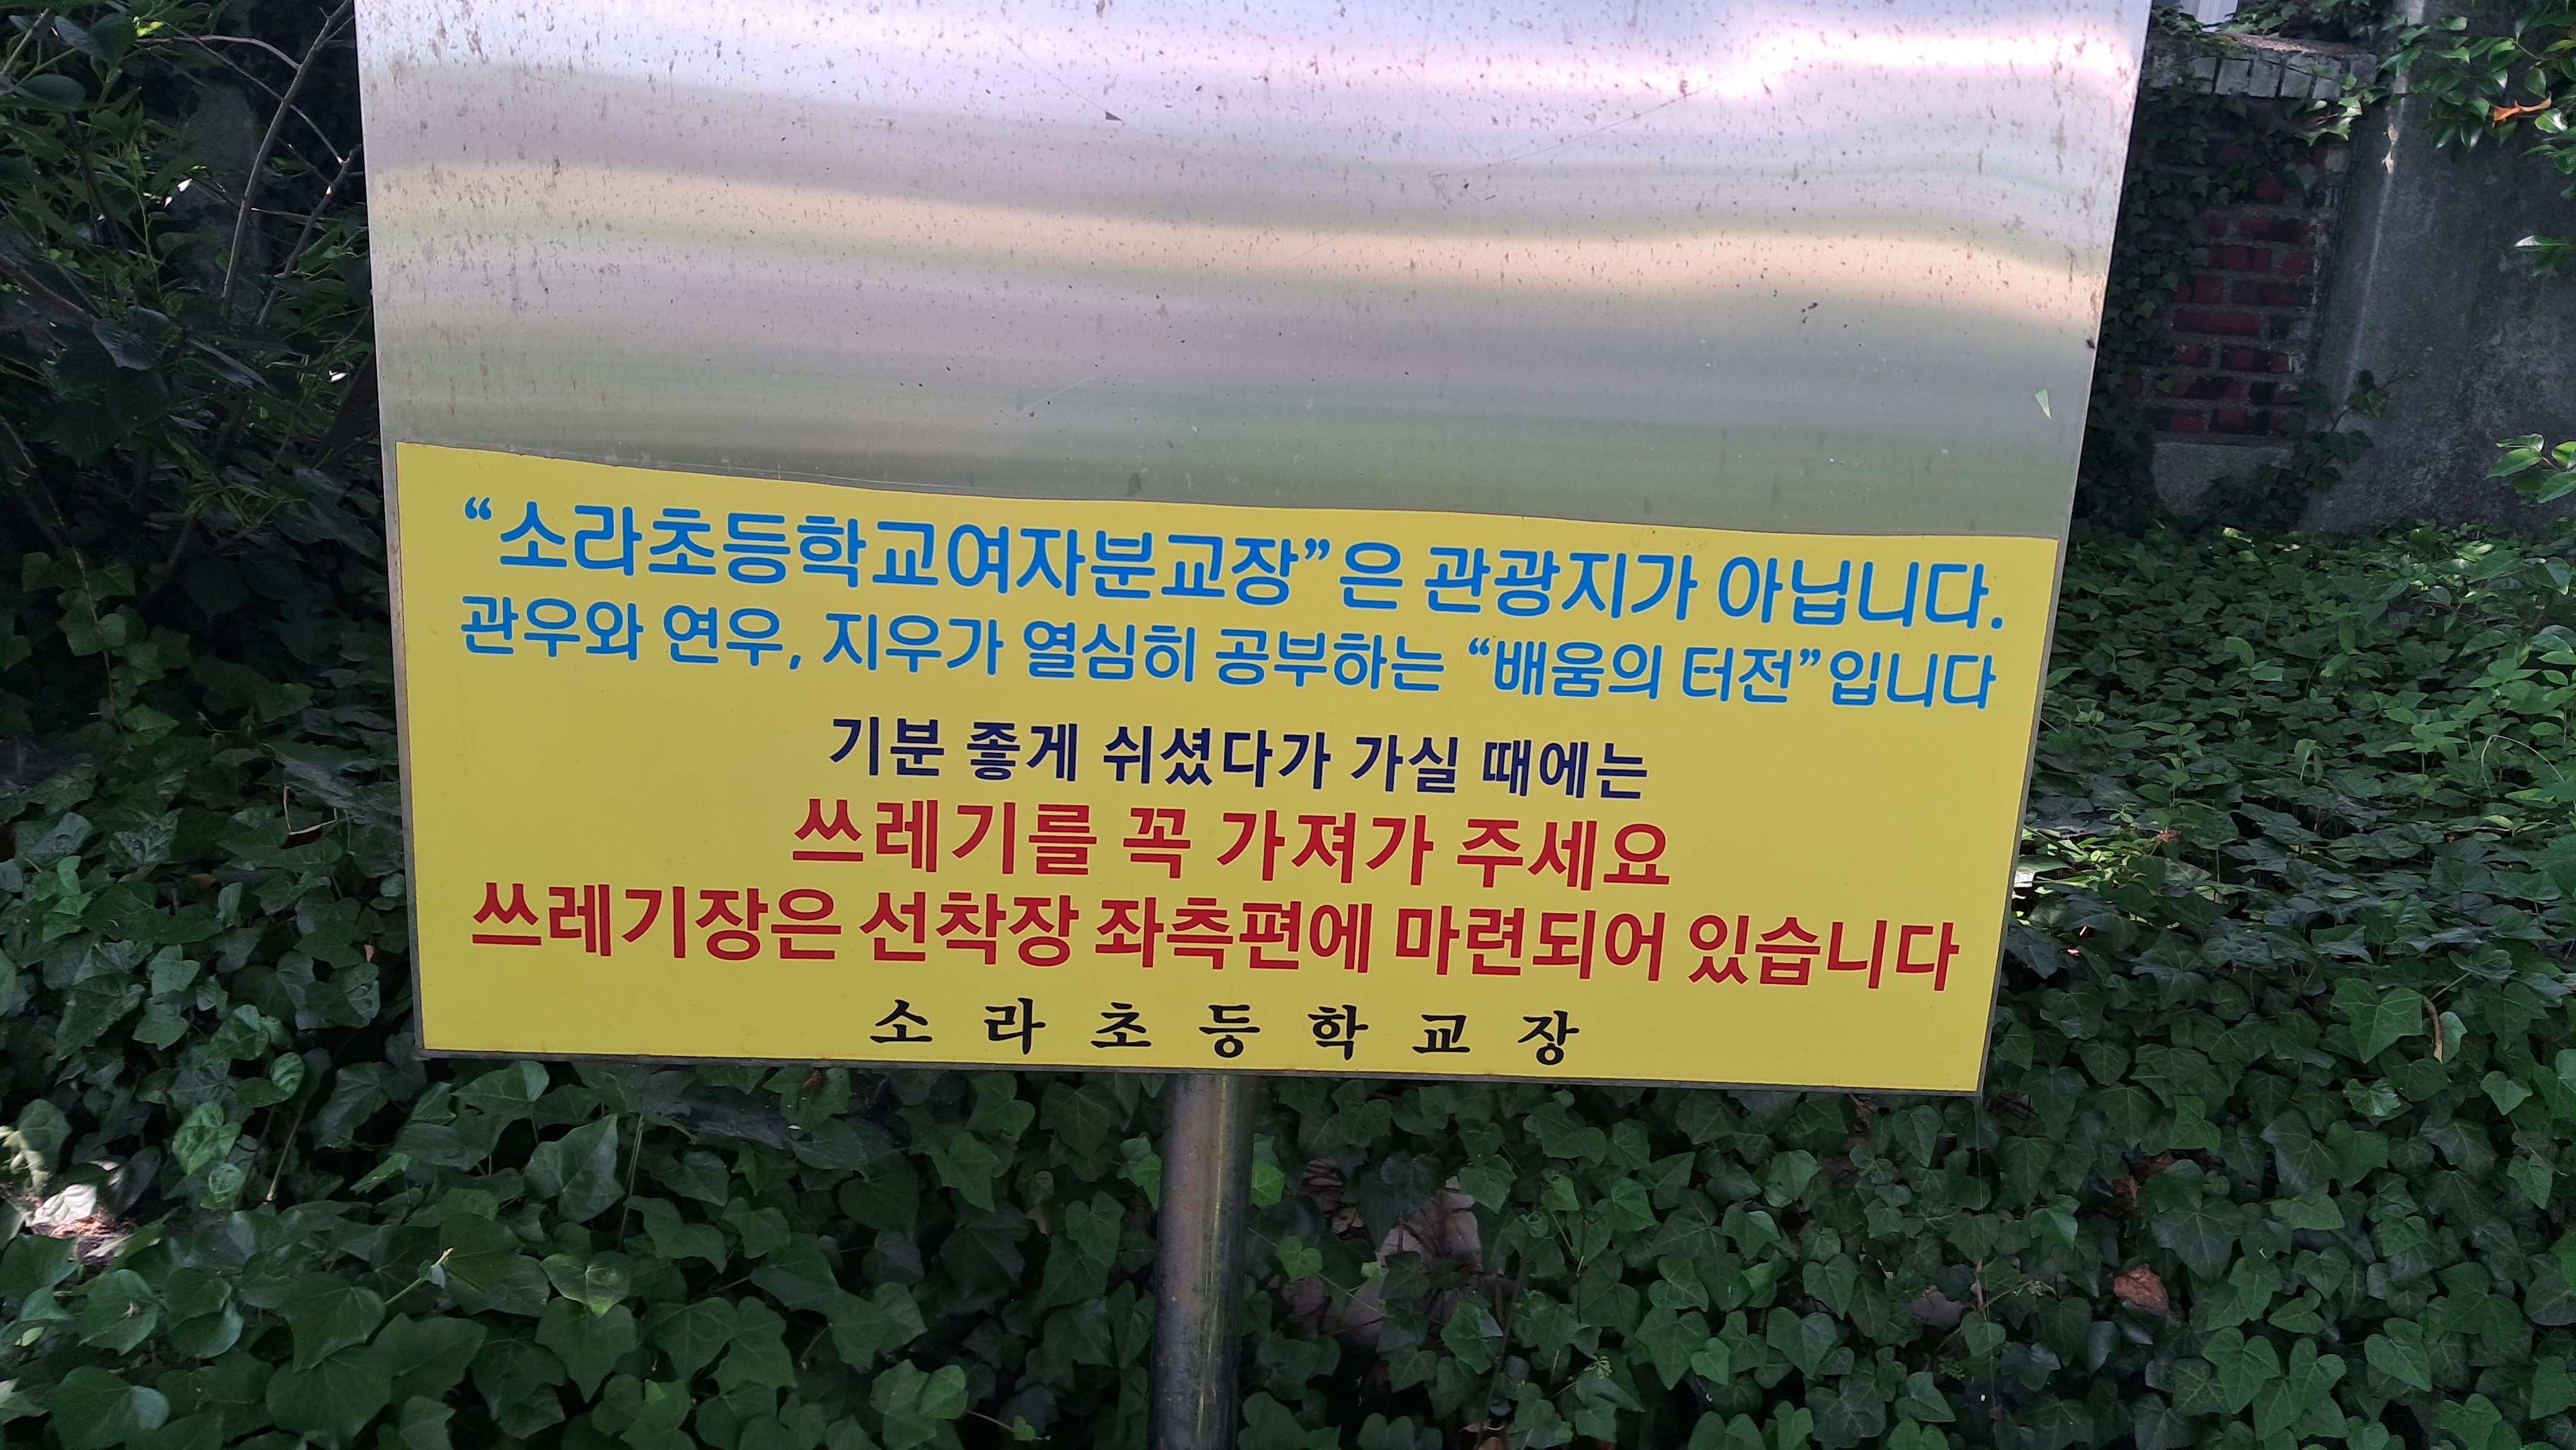 “소라초등학교여자분교장”은 관광지가 아닙니다.
관우와 연우, 지우가 열심히 공부하는 “배움의 터전”입니다
기분 좋게 쉬셨다가 가실 때에는
쓰레기를 꼭 가져가 주세요
쓰레기장은 선착장 좌측편에 마련되어 있습니다
소 라 초 등 학 교 장